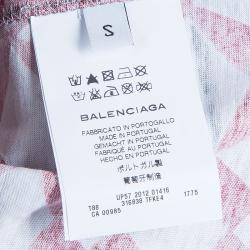 S
BALENCIAGA
FABBRICATO IN PORTOGALLO
MADE IN PORTUGAL
GEMACHT IN PORTUGAL
FABRIQUÉ AU PORTUGAL
HECHO EN PORTUGAL
ポルトガル製
葡萄牙制造
UP57 2012 01416
T88 316838 TFKE4 1775
CA 00985